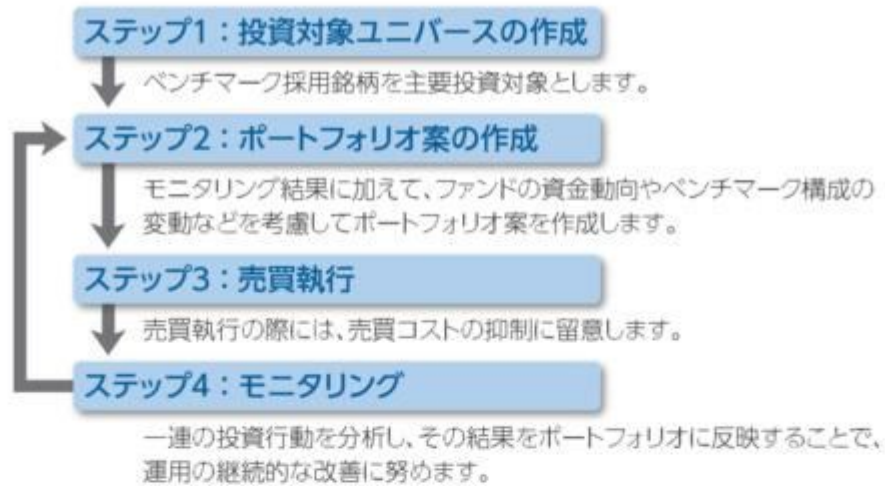 ステップ1：投資対象ユニバースの作成
ベンチマーク採用銘柄を主要投資対象とします。
ステップ2：ポートフォリオ案の作成
モニタリング結果に加えて、ファンドの資金動向やベンチマーク構成の
変動などを考慮してポートフォリオ案を作成します。
ステップ3：売買執行
売買執行の際には、売買コストの抑制に留意します。
ステップ4：モニタリング
一連の投資行動を分析し、その結果をポートフォリオに反映することで、
運用の継続的な改善に努めます。